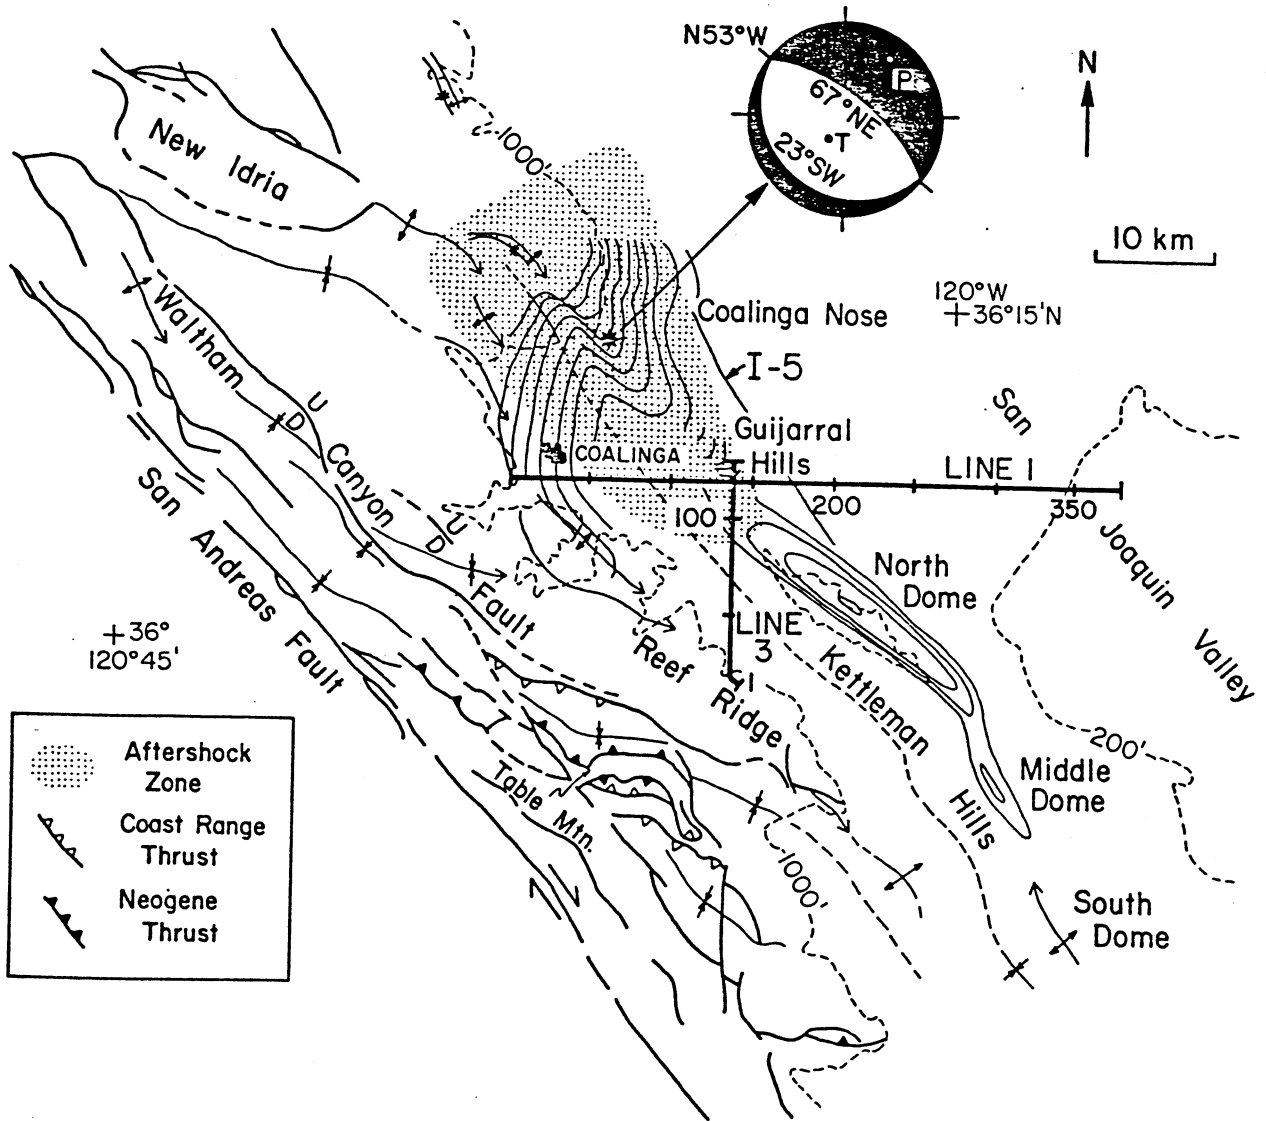 N53°W
P
67°NE
T
23°SW
N
10 km
New Idria
1000'
120°W
36°15'N
Coalinga Nose
I-5
Waltham
Canyon
Fault
U
D
U
D
San
Joaquin
Valley
Guijarral
Hills
COALINGA
LINE 1
100
200
350
San Andreas Fault
North
Dome
LINE
3
1
36°
120°45'
Reef
Ridge
Kettleman
Hills
200'
Middle
Dome
Table Mtn.
1000'
South
Dome
Aftershock
Zone
Coast Range
Thrust
Neogene
Thrust